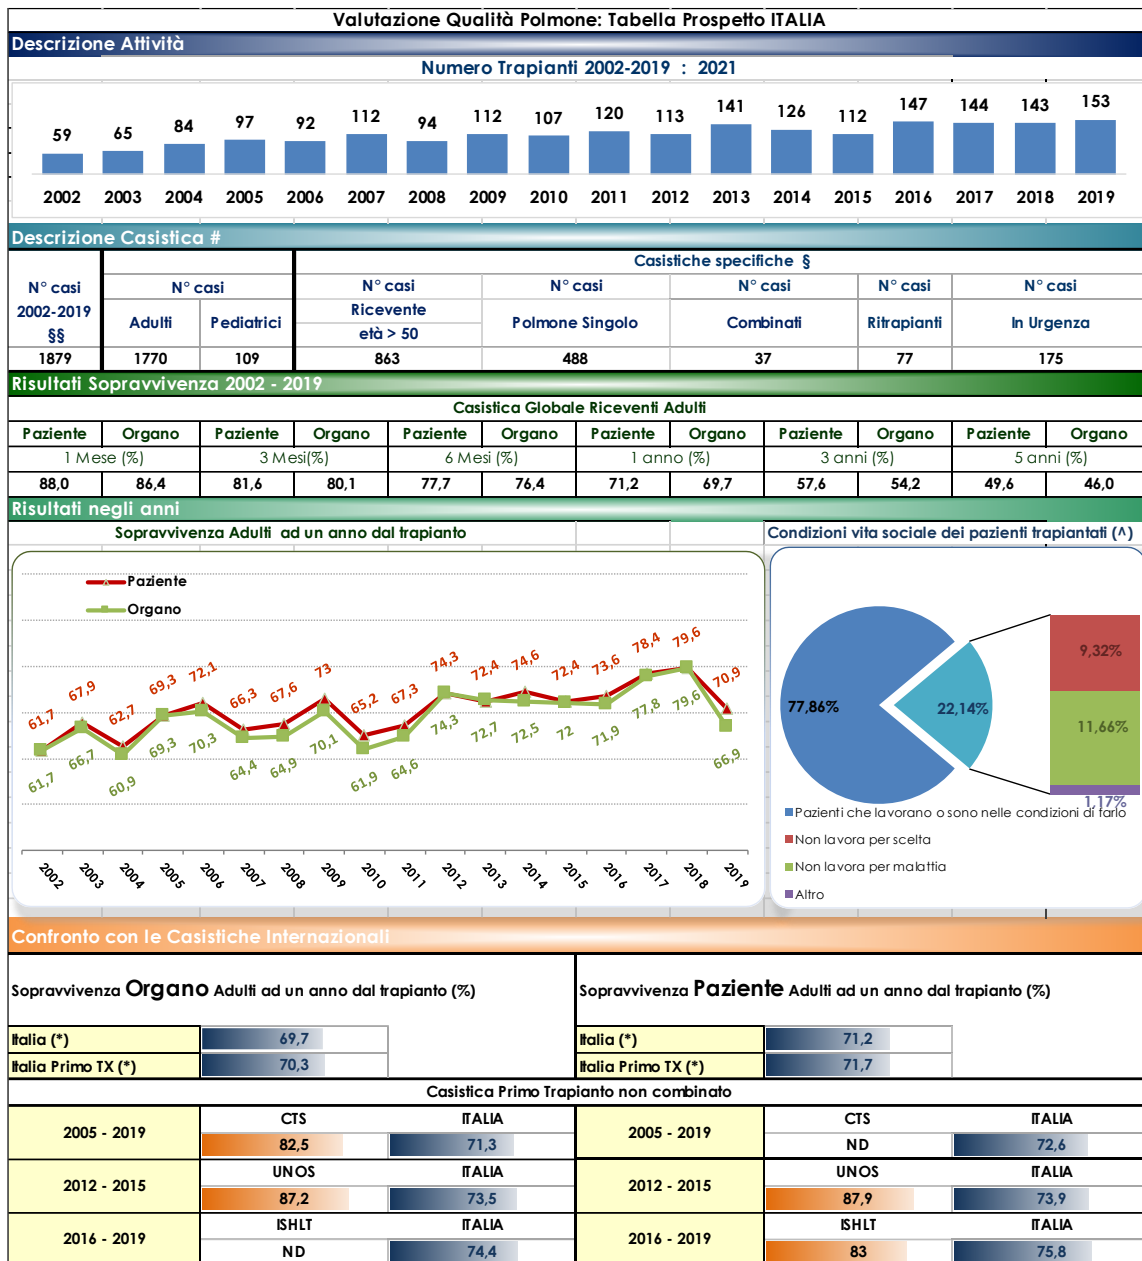 Valutazione Qualità Polmone: Tabella Prospetto ITALIA
Descrizione Attività
Numero Trapianti 2002-2019 : 2021
59 65 84 97 92 112 94 112 107 120 113 141 126 112 147 144 143 153
2002 2003 2004 2005 2006 2007 2008 2009 2010 2011 2012 2013 2014 2015 2016 2017 2018 2019
Descrizione Casistica #
Casistiche specifiche §
N° casi 2002-2019 §§
N° casi
N° casi N° casi N° casi N° casi N° casi
Adulti Pediatrici
Ricevente età > 50
Polmone Singolo Combinati Ritrapianti In Urgenza
1879 1770 109 863 488 37 77 175
Risultati Sopravvivenza 2002 - 2019
Casistica Globale Riceventi Adulti
Paziente Organo Paziente Organo Paziente Organo Paziente Organo Paziente Organo Paziente Organo
1 Mese (%) 3 Mesi(%) 6 Mesi (%) 1 anno (%) 3 anni (%) 5 anni (%)
88,0 86,4 81,6 80,1 77,7 76,4 71,2 69,7 57,6 54,2 49,6 46,0
Risultati negli anni
Sopravvivenza Adulti ad un anno dal trapianto
Paziente
Organo
61,7 67,9 62,7 69,3 72,1 66,3 67,6 73 65,2 67,3 74,3 72,4 74,6 72,4 73,6 78,4 79,6 70,9
61,7 66,7 60,9 69,3 70,3 64,4 64,9 70,1 61,9 64,6 74,3 72,7 72,5 72 71,9 77,8 79,6 66,9
2002 2003 2004 2005 2006 2007 2008 2009 2010 2011 2012 2013 2014 2015 2016 2017 2018 2019
Condizioni vita sociale dei pazienti trapiantati (^)
77,86%
22,14%
9,32%
11,66%
1,17%
Pazienti che lavorano o sono nelle condizioni di farlo
Non lavora per scelta
Non lavora per malattia
Altro
Confronto con le Casistiche Internazionali
Sopravvivenza Organo Adulti ad un anno dal trapianto (%)
Sopravvivenza Paziente Adulti ad un anno dal trapianto (%)
Italia (*) 69,7
Italia (*) 71,2
Italia Primo TX (*) 70,3
Italia Primo TX (*) 71,7
Casistica Primo Trapianto non combinato
CTS ITALIA CTS ITALIA
2005 - 2019 2005 - 2019
82,5 71,3 ND 72,6
UNOS ITALIA UNOS ITALIA
2012 - 2015 2012 - 2015
87,2 73,5 87,9 73,9
ISHLT ITALIA ISHLT ITALIA
2016 - 2019 2016 - 2019
ND 74,4 83 75,8